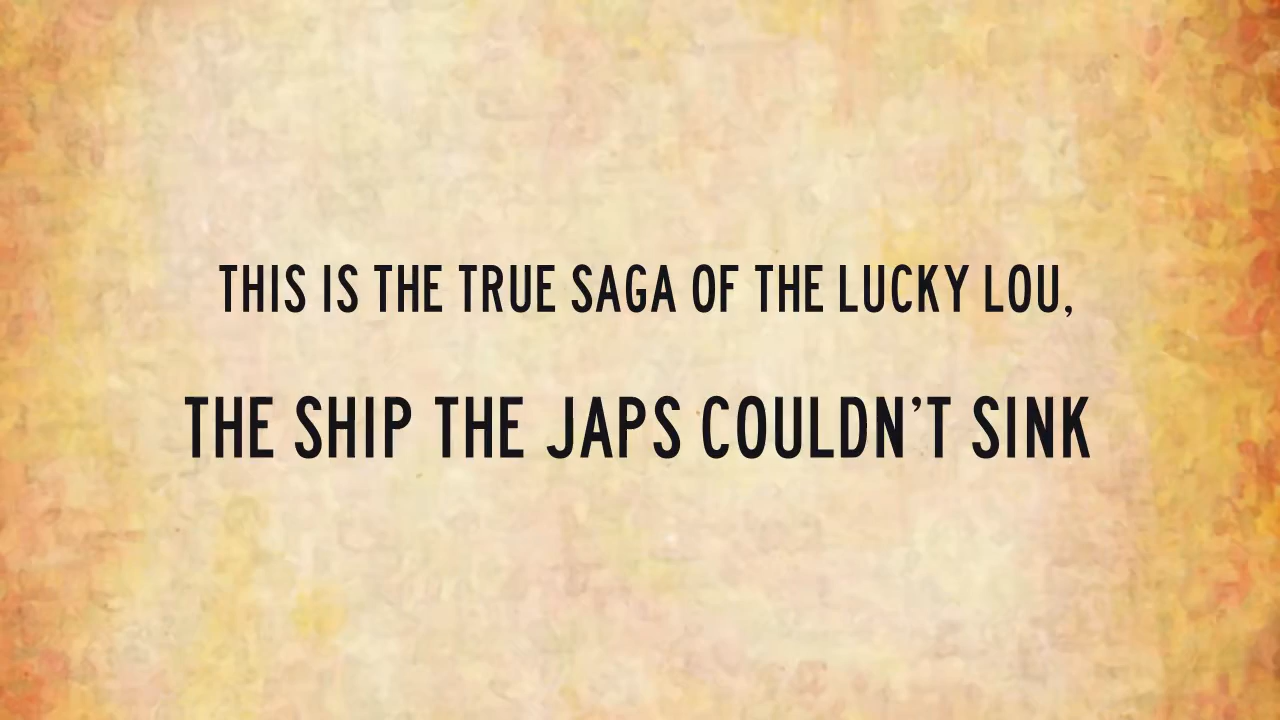 THIS IS THE TRUE SAGA OF THE LUCKY LOU,
THE SHIP THE JAPS COULDN'T SINK